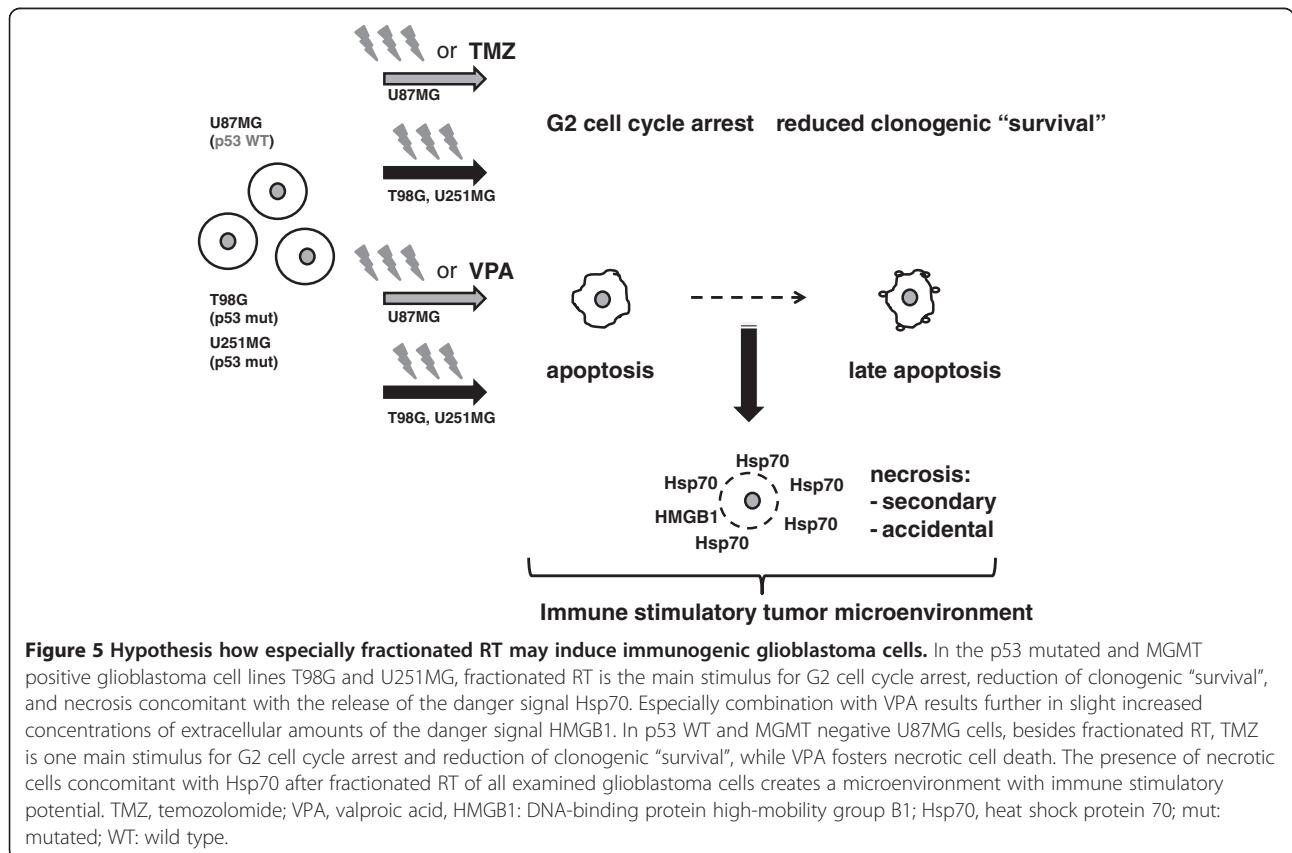 or TMZ
U87MG
U87MG
(p53 WT)
G2 cell cycle arrest reduced clonogenic “survival”
T98G, U251MG
or VPA
U87MG
T98G
(p53 mut)
U251MG
(p53 mut)
apoptosis
late apoptosis
T98G, U251MG
Hsp70
Hsp70
Hsp70
HMGB1
Hsp70
Hsp70
necrosis:
- secondary
- accidental
Immune stimulatory tumor microenvironment
Figure 5 Hypothesis how especially fractionated RT may induce immunogenic glioblastoma cells. In the p53 mutated and MGMT
positive glioblastoma cell lines T98G and U251MG, fractionated RT is the main stimulus for G2 cell cycle arrest, reduction of clonogenic “survival”,
and necrosis concomitant with the release of the danger signal Hsp70. Especially combination with VPA results further in slight increased
concentrations of extracellular amounts of the danger signal HMGB1. In p53 WT and MGMT negative U87MG cells, besides fractionated RT, TMZ
is one main stimulus for G2 cell cycle arrest and reduction of clonogenic “survival”, while VPA fosters necrotic cell death. The presence of necrotic
cells concomitant with Hsp70 after fractionated RT of all examined glioblastoma cells creates a microenvironment with immune stimulatory
potential. TMZ, temozolomide; VPA, valproic acid, HMGB1: DNA-binding protein high-mobility group B1; Hsp70, heat shock protein 70; mut:
mutated; WT: wild type.